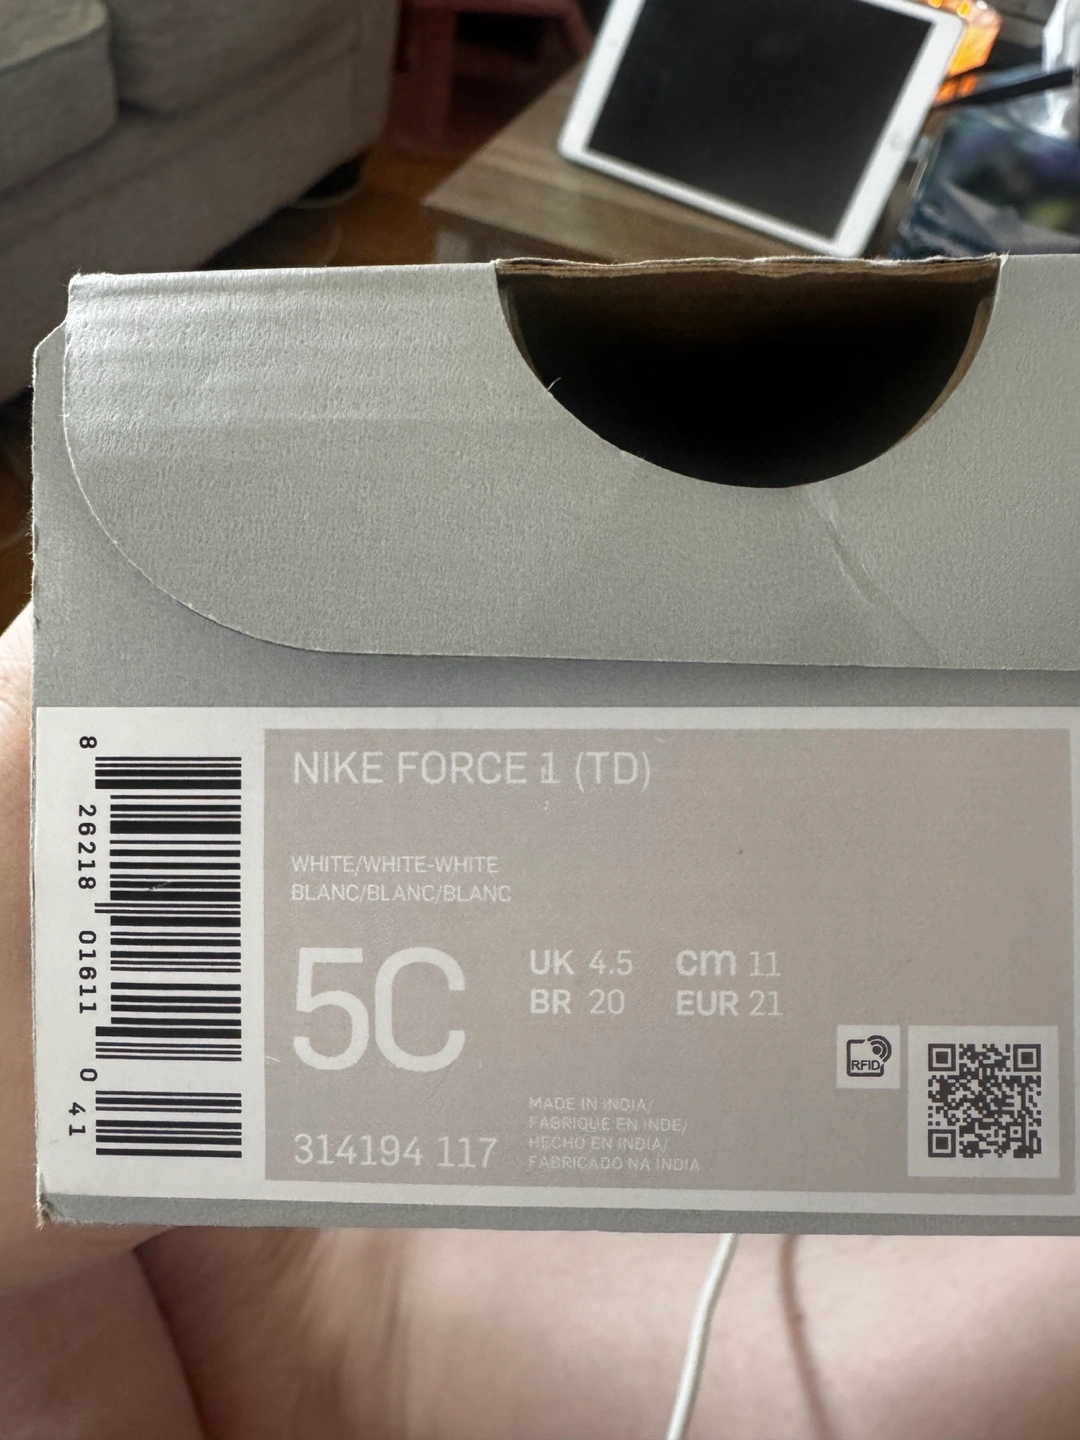 NIKE FORCE 1 (TD)
WHITE/WHITE-WHITE
BLANC/BLANC/BLANC
5C
UK 4.5 cm 11
BR 20 EUR 21
RFID
314194 117
MADE IN INDIA/
FABRIQUE EN INDE/
HECHO EN INDIA/
FABRICADO NA INDIA
8 26218 01611 0 41